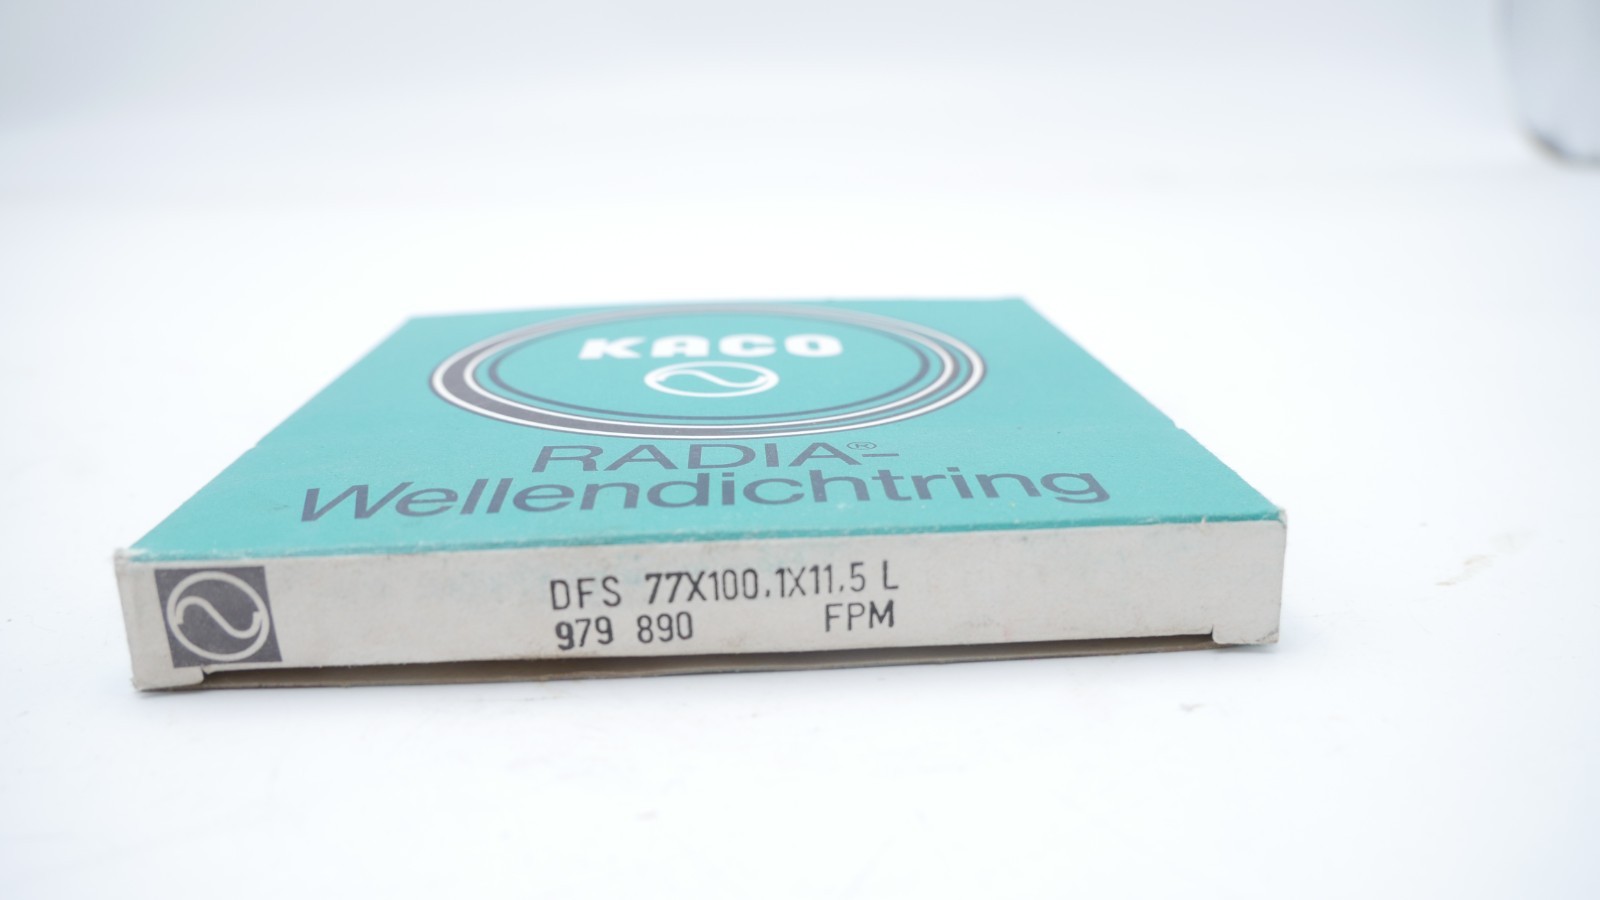 KACO
RADIA®-
Wellendichtring
DFS 77X100.1X11.5 L
979 890 FPM